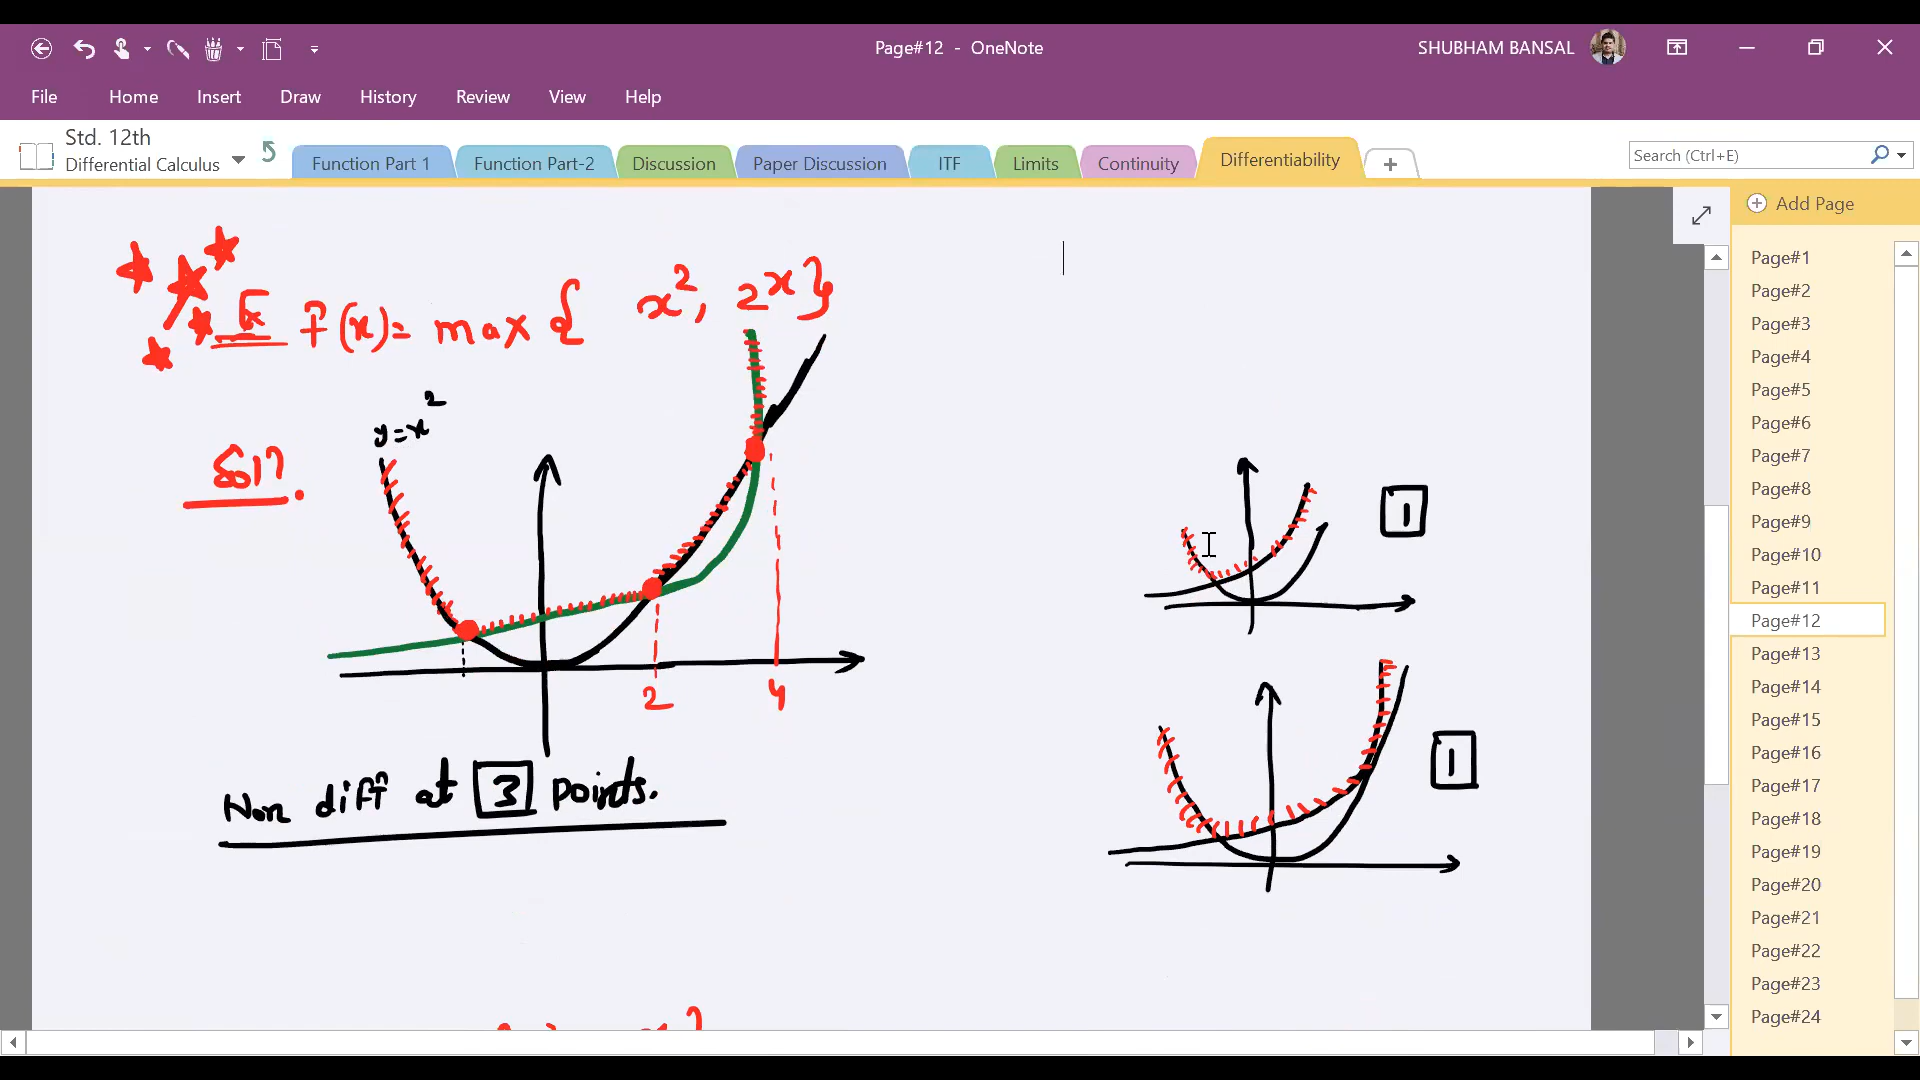 Page#12 - OneNote
SHUBHAM BANSAL
File Home Insert Draw History Review View Help
Std. 12th
Differential Calculus
Function Part 1 Function Part-2 Discussion Paper Discussion ITF Limits Continuity Differentiability
Search (Ctrl+E)
Add Page
Page#1
Page#2
Page#3
Page#4
Page#5
Page#6
Page#7
Page#8
Page#9
Page#10
Page#11
Page#12
Page#13
Page#14
Page#15
Page#16
Page#17
Page#18
Page#19
Page#20
Page#21
Page#22
Page#23
Page#24
Ex f(x)= max { x², 2ˣ}
y=x²
Solⁿ.
2 4
Non diff at 3 points.
1
1